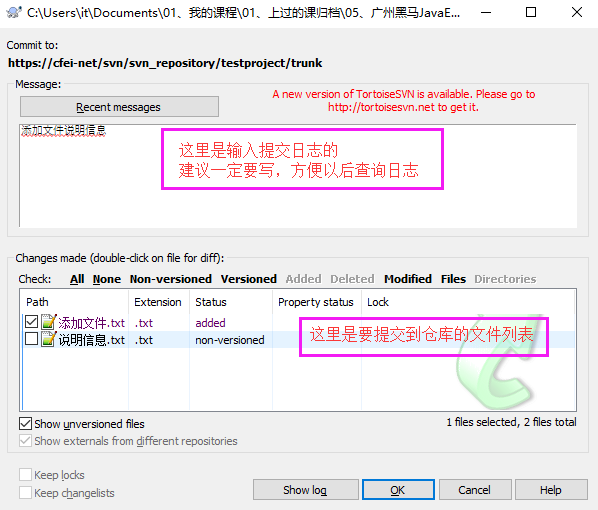 C:\Users\it\Documents\01、我的课程\01、上过的课归档\05、广州黑马JavaE...
Commit to:
https://cfei-net/svn/svn_repository/testproject/trunk
Message:
Recent messages
A new version of TortoiseSVN is available. Please go to
http://tortoisesvn.net to get it.
添加文件说明信息
这里是输入提交日志的
建议一定要写，方便以后查询日志
Changes made (double-click on file for diff):
Check: All None Non-versioned Versioned Added Deleted Modified Files Directories
Path Extension Status Property status Lock
添加文件.txt .txt added
说明信息.txt .txt non-versioned
这里是要提交到仓库的文件列表
Show unversioned files
1 files selected, 2 files total
Show externals from different repositories
Keep locks
Keep changelists
Show log OK Cancel Help